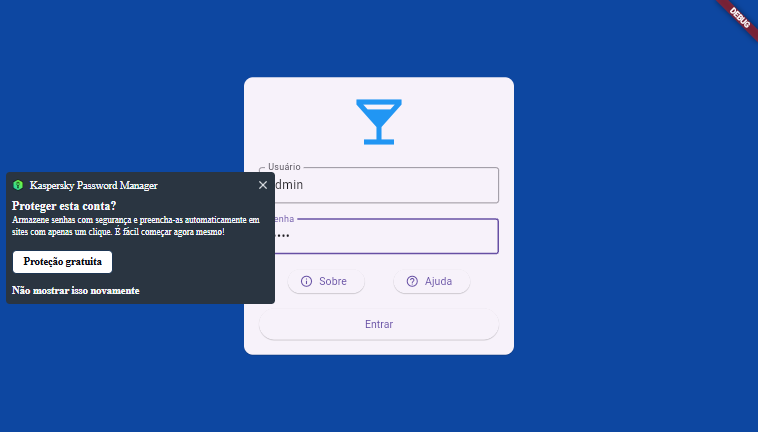 DEBUG
Usuário
dmin
Kaspersky Password Manager
Proteger esta conta?
Armazene senhas com segurança e preencha-as automaticamente em
sites com apenas um clique. É fácil começar agora mesmo!
Proteção gratuita
Não mostrar isso novamente
enha
••••
Sobre
Ajuda
Entrar